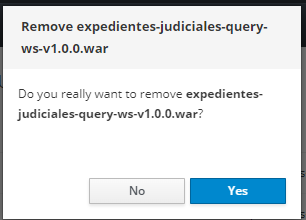 Remove expedientes-judiciales-query-
ws-v1.0.0.war
Do you really want to remove expedientes-
judiciales-query-ws-v1.0.0.war?
No
Yes